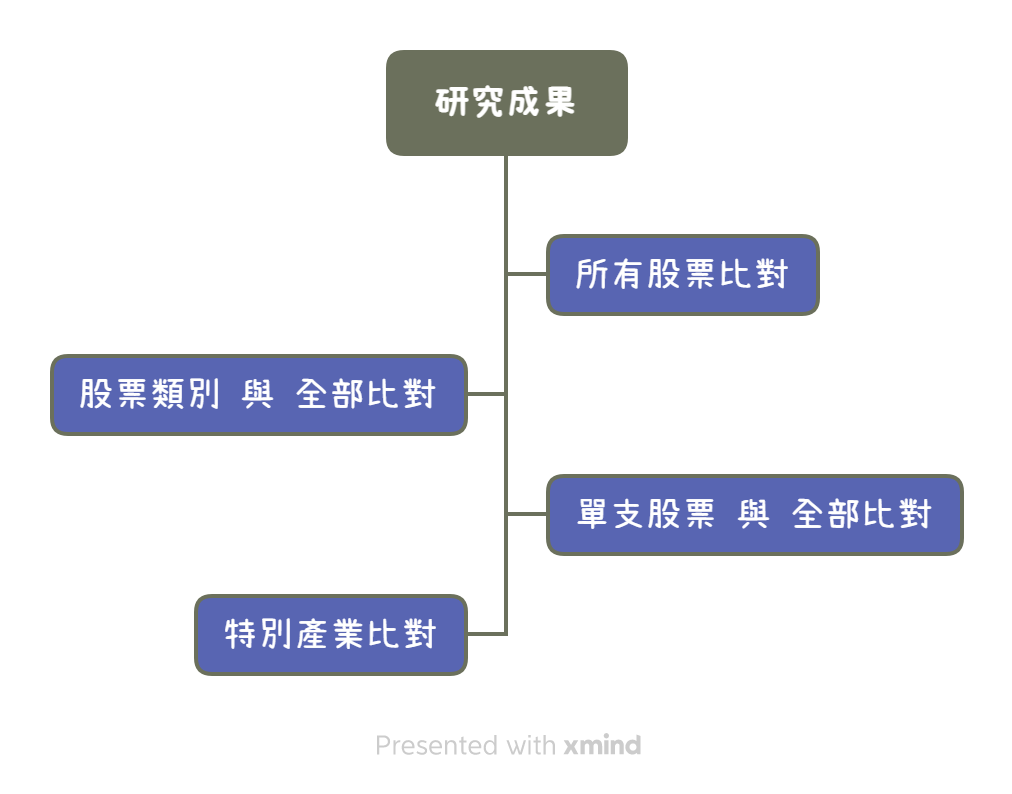 研究成果
所有股票比對
股票類別 與 全部比對
單支股票 與 全部比對
特別產業比對
Presented with xmind